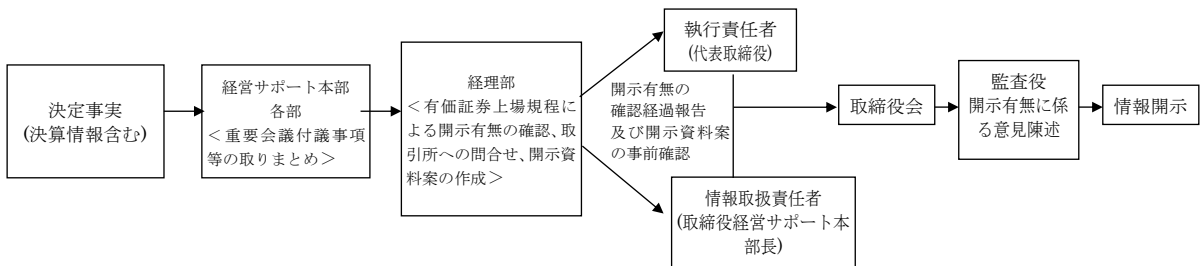 決定事実
(決算情報含む)
経営サポート本部
各部
＜重要会議付議事項
等の取りまとめ＞
経理部
＜有価証券上場規程に
よる開示有無の確認、取
引所への問合せ、開示資
料案の作成＞
執行責任者
(代表取締役)
開示有無の
確認経過報告
及び開示資料案
の事前確認
情報取扱責任者
(取締役経営サポート本
部長)
取締役会
監査役
開示有無に係
る意見陳述
情報開示